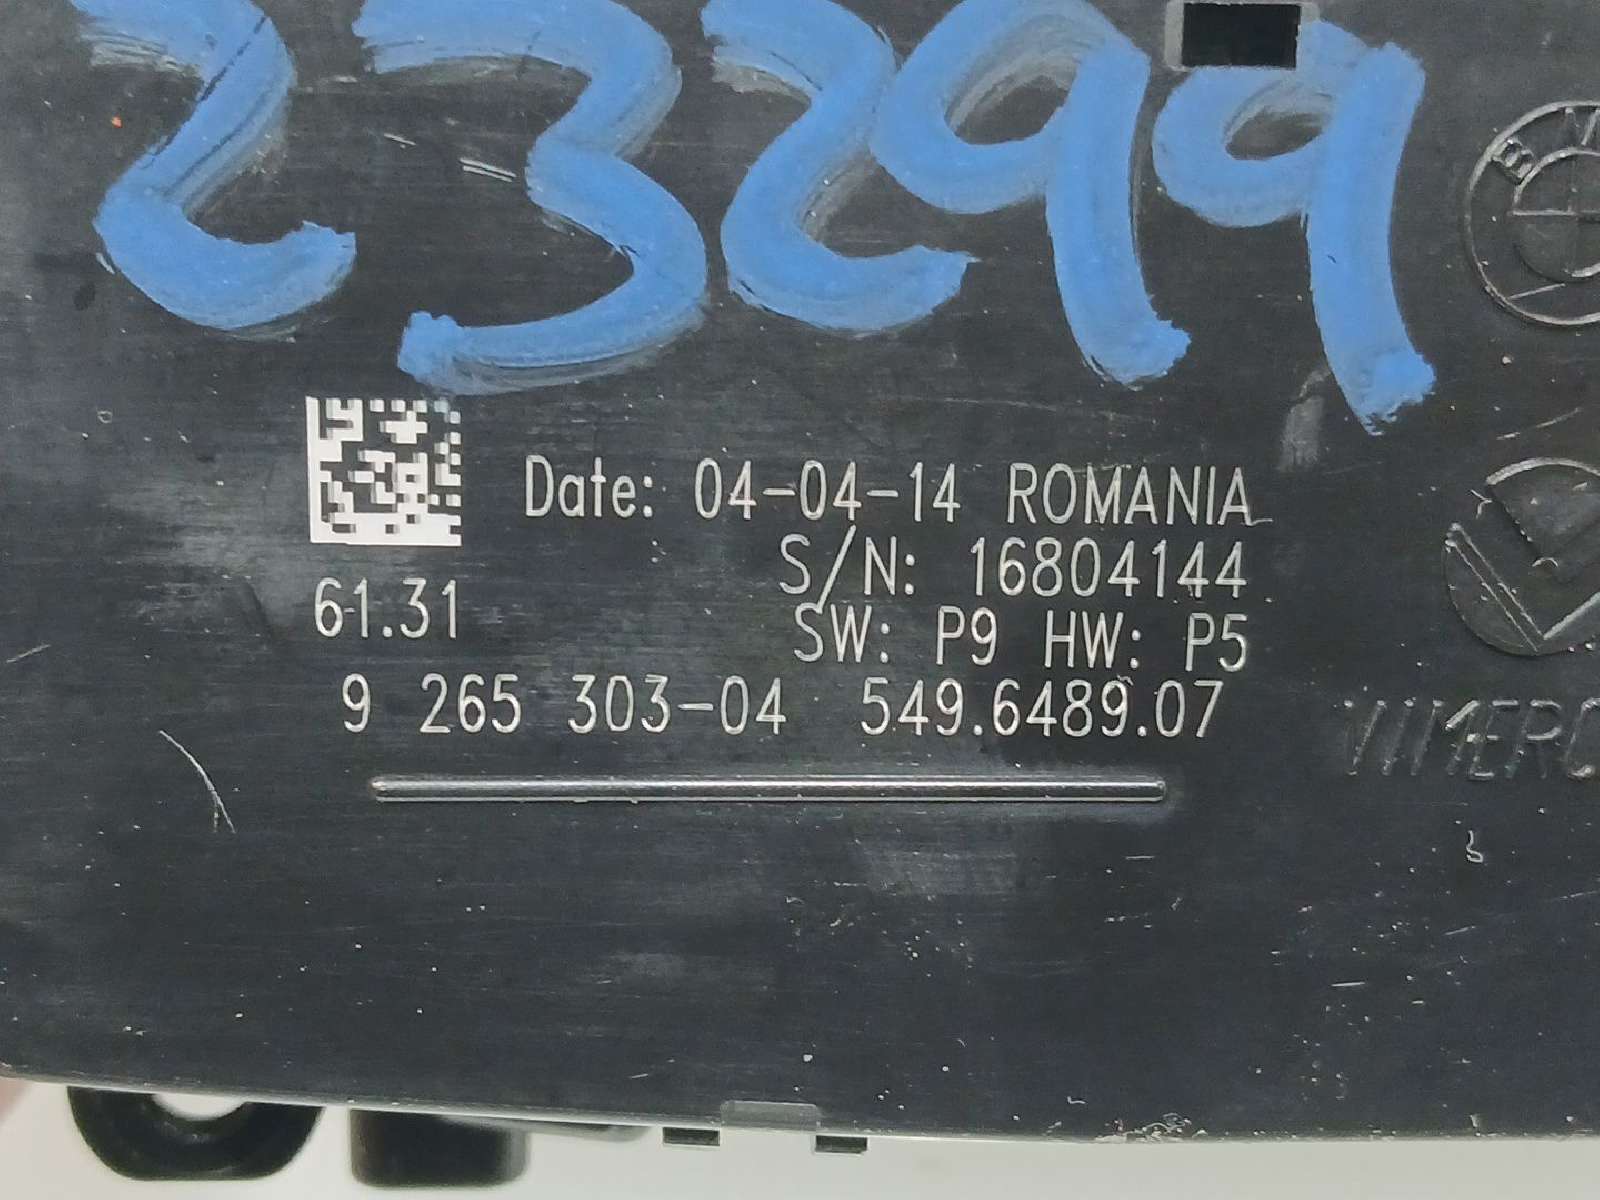 23299
BM
Date: 04-04-14 ROMANIA
S/N: 16804144
61.31
SW: P9 HW: P5
9 265 303-04 549.6489.07